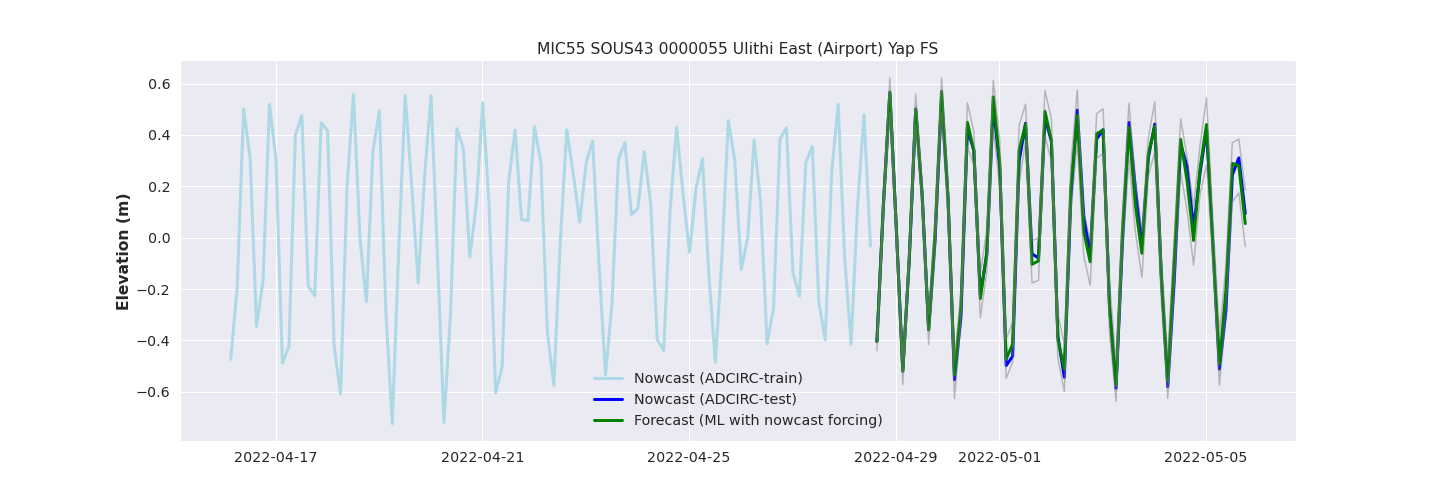 MIC55 SOUS43 0000055 Ulithi East (Airport) Yap FS
Elevation (m)
0.6
0.4
0.2
0.0
−0.2
−0.4
−0.6
Nowcast (ADCIRC-train)
Nowcast (ADCIRC-test)
Forecast (ML with nowcast forcing)
2022-04-17
2022-04-21
2022-04-25
2022-04-29
2022-05-01
2022-05-05